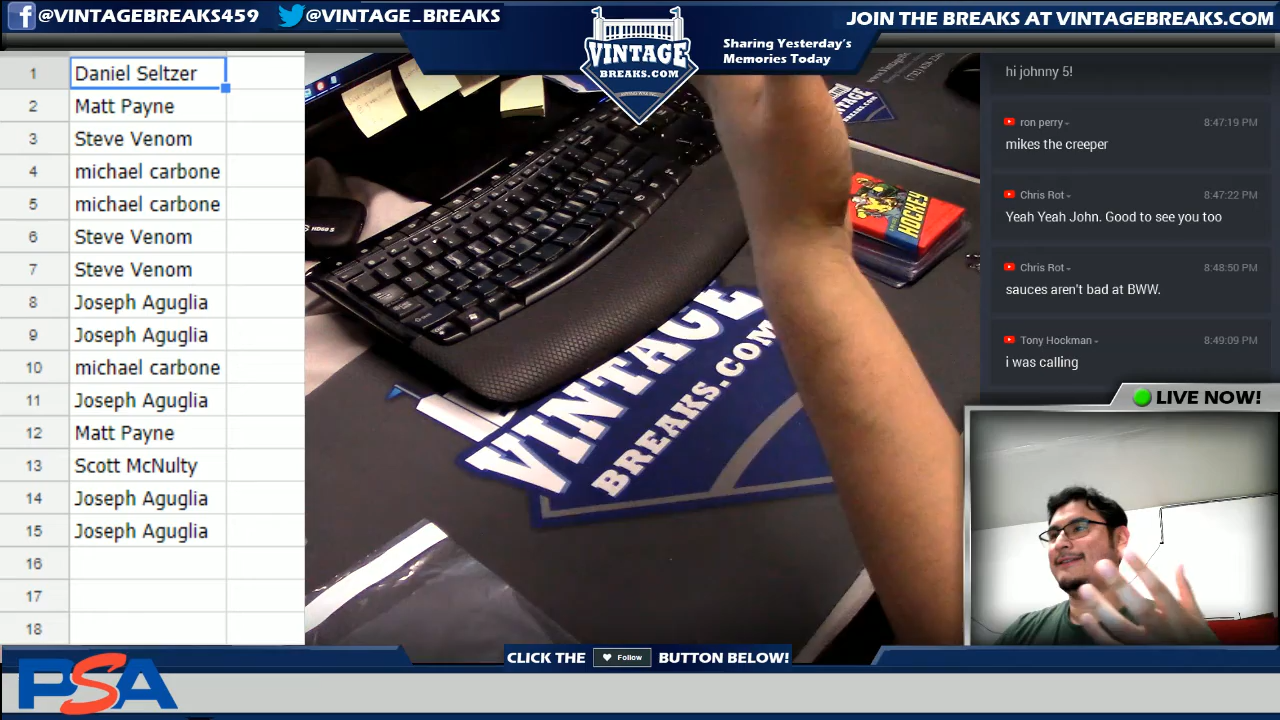 @VINTAGEBREAKS459
@VINTAGE_BREAKS
VINTAGE
BREAKS.COM
Sharing Yesterday's
Memories Today
JOIN THE BREAKS AT VINTAGEBREAKS.COM
1 Daniel Seltzer
2 Matt Payne
3 Steve Venom
4 michael carbone
5 michael carbone
6 Steve Venom
7 Steve Venom
8 Joseph Aguglia
9 Joseph Aguglia
10 michael carbone
11 Joseph Aguglia
12 Matt Payne
13 Scott McNulty
14 Joseph Aguglia
15 Joseph Aguglia
16
17
18
HD60 S
HOCKEY
VINTAGE
BREAKS.COM
hi johnny 5!
ron perry 8:47:19 PM
mikes the creeper
Chris Rot 8:47:22 PM
Yeah Yeah John. Good to see you too
Chris Rot 8:48:50 PM
sauces aren't bad at BWW.
Tony Hockman 8:49:09 PM
i was calling
LIVE NOW!
CLICK THE Follow BUTTON BELOW!
PSA